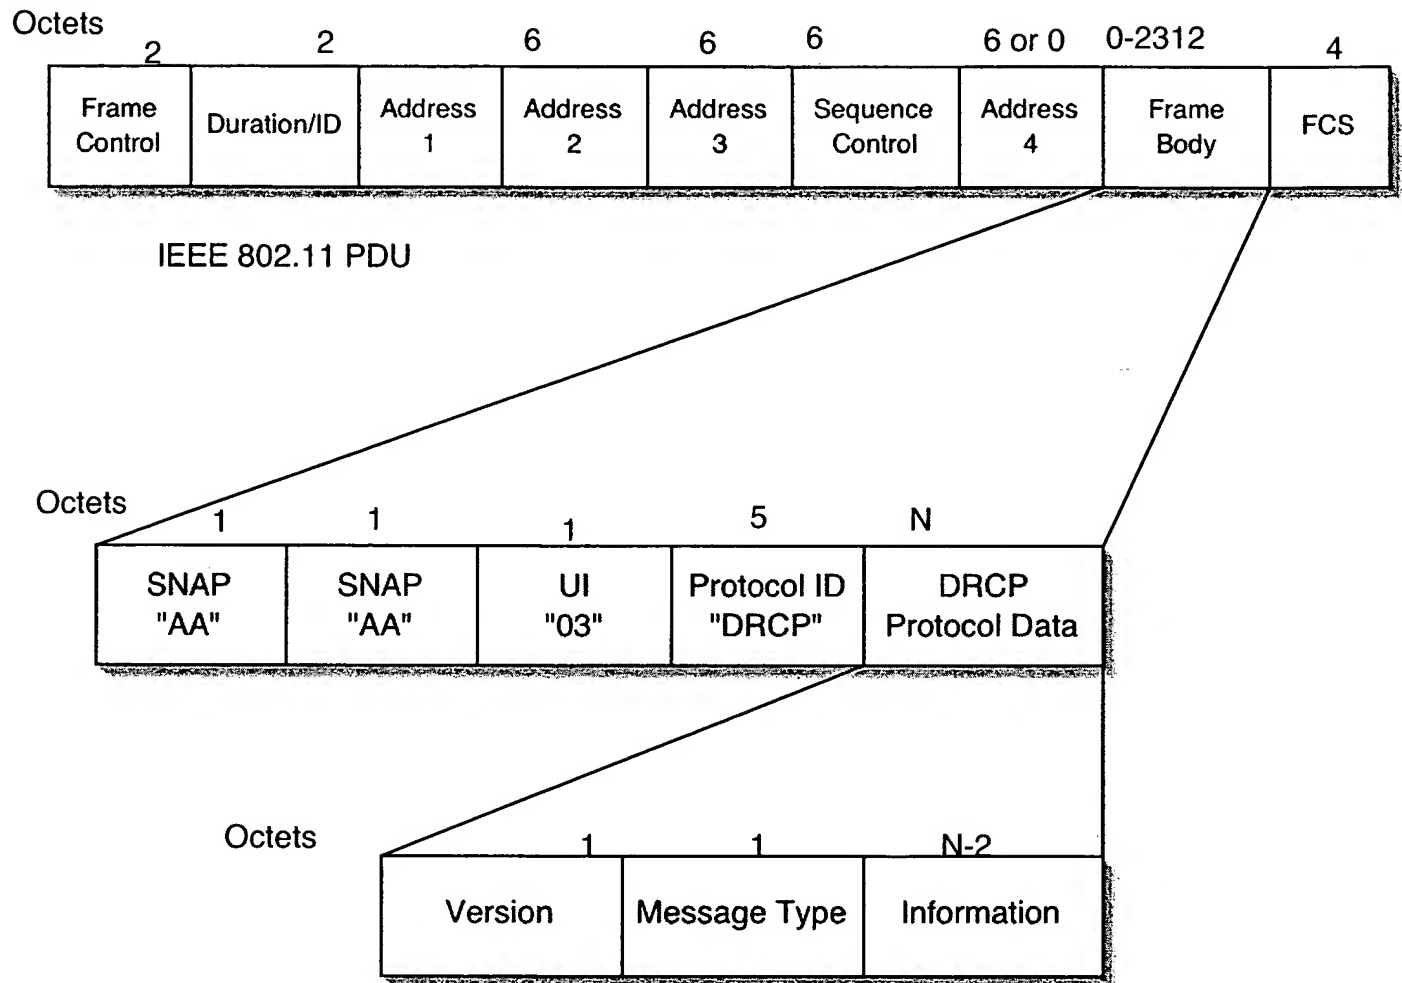 Octets
2 2 6 6 6 6 or 0 0-2312 4
Frame Control
Duration/ID
Address 1
Address 2
Address 3
Sequence Control
Address 4
Frame Body
FCS
IEEE 802.11 PDU
Octets
1 1 1 5 N
SNAP "AA"
SNAP "AA"
UI "03"
Protocol ID "DRCP"
DRCP Protocol Data
Octets
1 1 N-2
Version
Message Type
Information